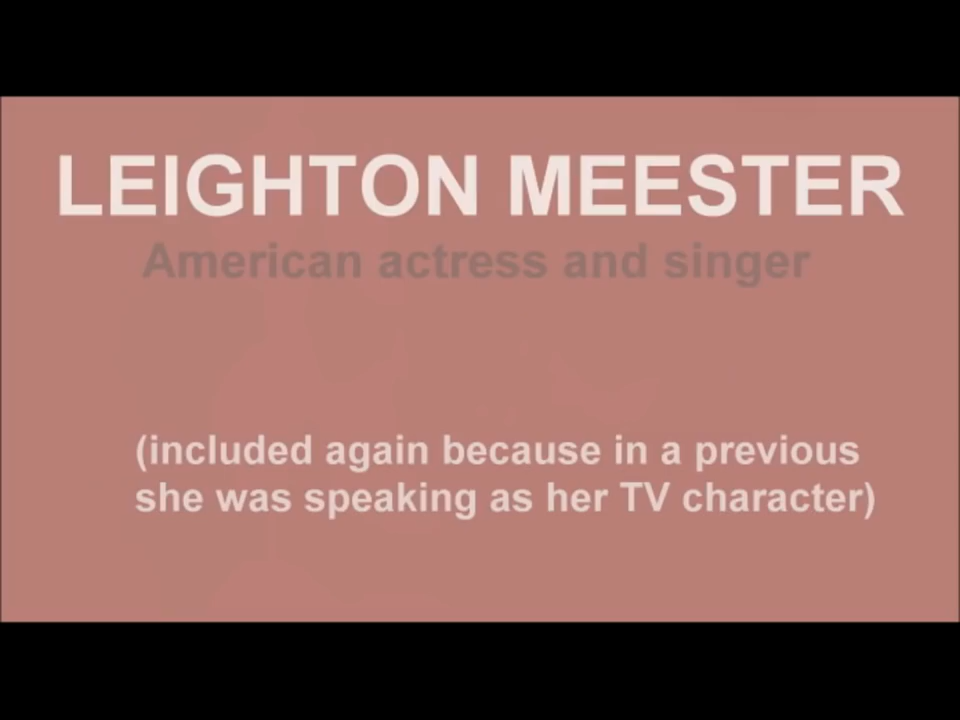 LEIGHTON MEESTER
American actress and singer
(included again because in a previous
she was speaking as her TV character)